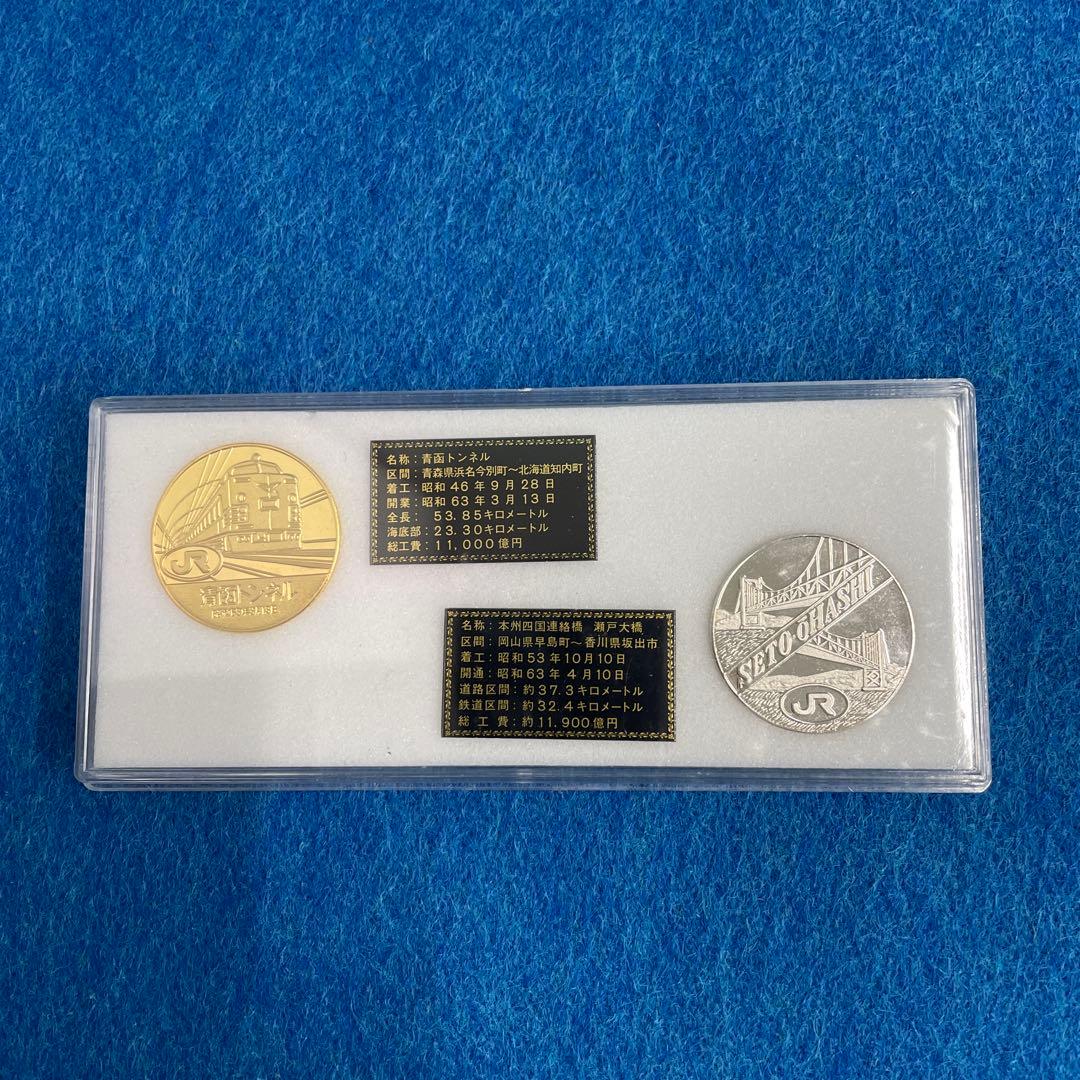 名称：青函トンネル
区間：青森県浜名今別町～北海道知内町
着工：昭和46年9月28日
開業：昭和63年3月13日
全長：53.85キロメートル
海底部：23.30キロメートル
総工費：11,000億円
JR
青函トンネル
名称：本州四国連絡橋 瀬戸大橋
区間：岡山県早島町～香川県坂出市
着工：昭和53年10月10日
開通：昭和63年4月10日
道路区間：約37.3キロメートル
鉄道区間：約32.4キロメートル
総工費：約11,900億円
SETO-OHASHI
JR